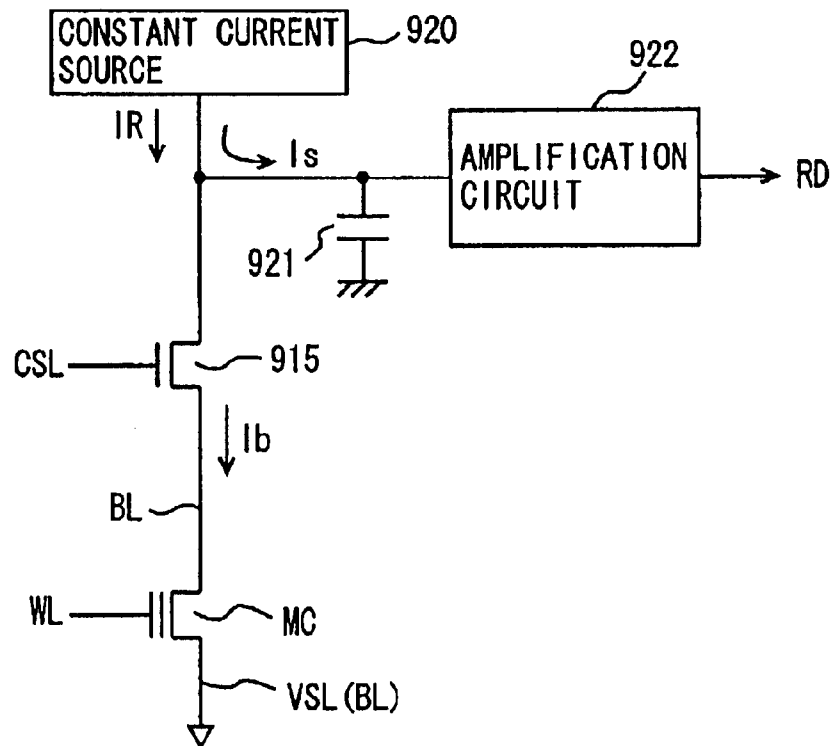 CONSTANT CURRENT
SOURCE
920
922
IR
Is
AMPLIFICATION
CIRCUIT
RD
921
CSL
915
Ib
BL
WL
MC
VSL(BL)